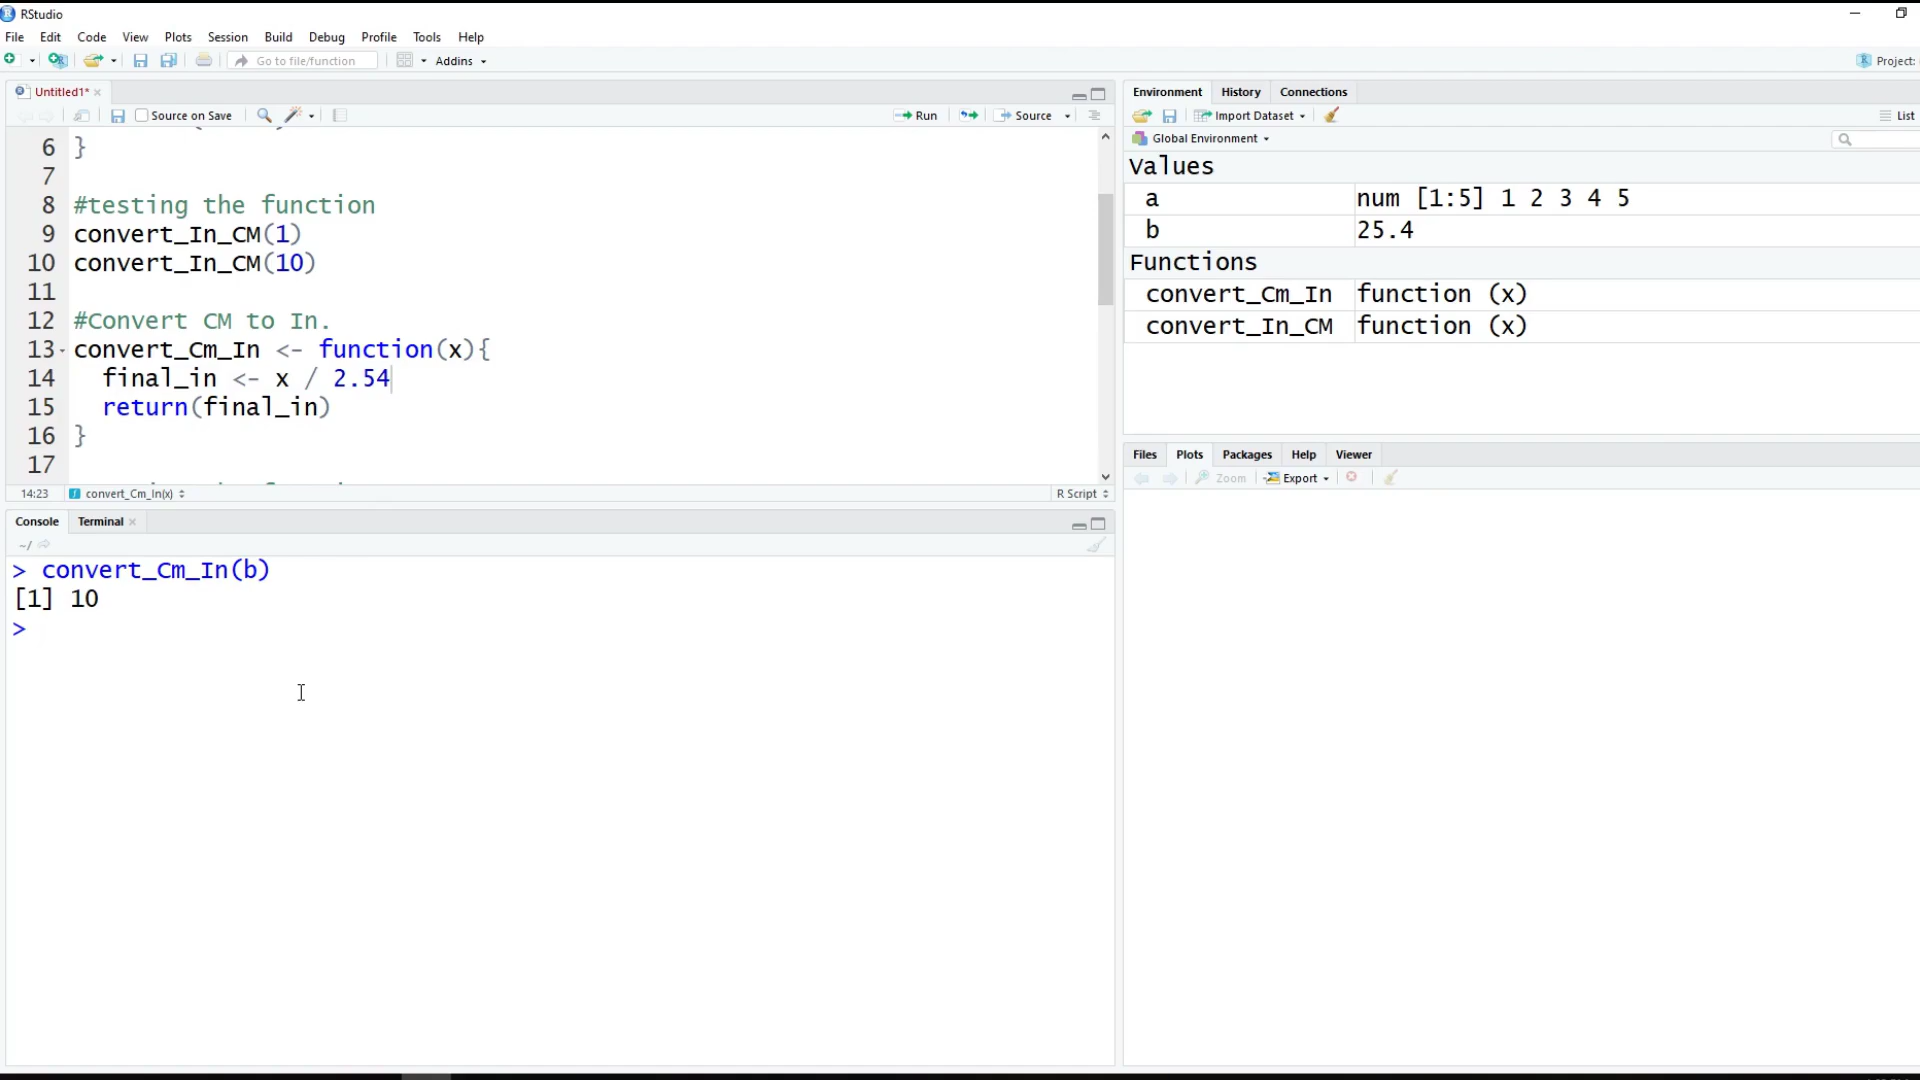 RStudio
File Edit Code View Plots Session Build Debug Profile Tools Help
Go to file/function Addins Project:
Untitled1*
Source on Save Run Source
6 }
7
8 #testing the function
9 convert_In_CM(1)
10 convert_In_CM(10)
11
12 #Convert CM to In.
13 convert_Cm_In <- function(x){
14 final_in <- x / 2.54
15 return(final_in)
16 }
17
14:23 convert_Cm_In(x) R Script
Console Terminal
~/
> convert_Cm_In(b)
[1] 10
>
Environment History Connections
Import Dataset List
Global Environment
Values
a num [1:5] 1 2 3 4 5
b 25.4
Functions
convert_Cm_In function (x)
convert_In_CM function (x)
Files Plots Packages Help Viewer
Zoom Export